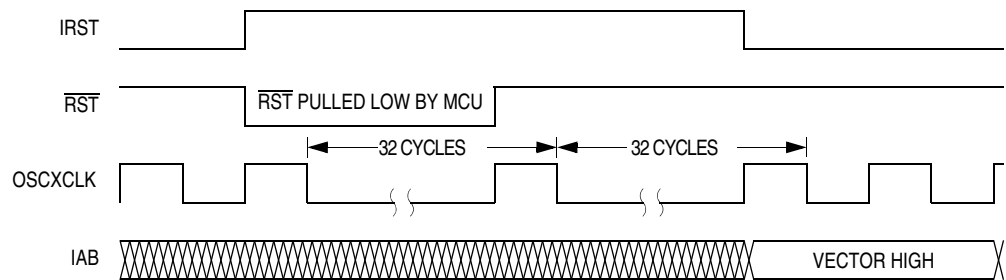 IRST
RST
RST PULLED LOW BY MCU
32 CYCLES
32 CYCLES
OSCXCLK
IAB
VECTOR HIGH